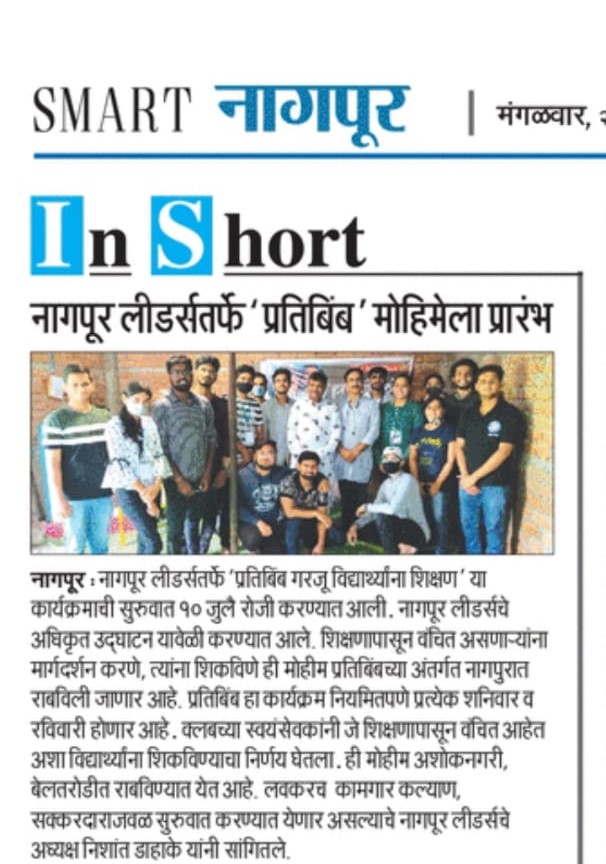 SMART नागपूर | मंगळवार,
In Short
नागपूर लीडर्सतर्फे ‘प्रतिबिंब’ मोहिमेला प्रारंभ
नागपूर : नागपूर लीडर्सतर्फे ‘प्रतिबिंब गरजू विद्यार्थ्यांना शिक्षण’ या
कार्यक्रमाची सुरुवात १० जुलै रोजी करण्यात आली. नागपूर लीडर्सचे
अधिकृत उद्‌घाटन यावेळी करण्यात आले. शिक्षणापासून वंचित असणाऱ्यांना
मार्गदर्शन करणे, त्यांना शिकविणे ही मोहीम प्रतिबिंबच्या अंतर्गत नागपुरात
राबविली जाणार आहे. प्रतिबिंब हा कार्यक्रम नियमितपणे प्रत्येक शनिवार व
रविवारी होणार आहे. क्लबच्या स्वयंसेवकांनी जे शिक्षणापासून वंचित आहेत
अशा विद्यार्थ्यांना शिकविण्याचा निर्णय घेतला. ही मोहीम अशोकनगरी,
बेलतरोडीत राबविण्यात येत आहे. लवकरच कामगार कल्याण,
सक्करदाराजवळ सुरुवात करण्यात येणार असल्याचे नागपूर लीडर्सचे
अध्यक्ष निशांत डाहाके यांनी सांगितले.